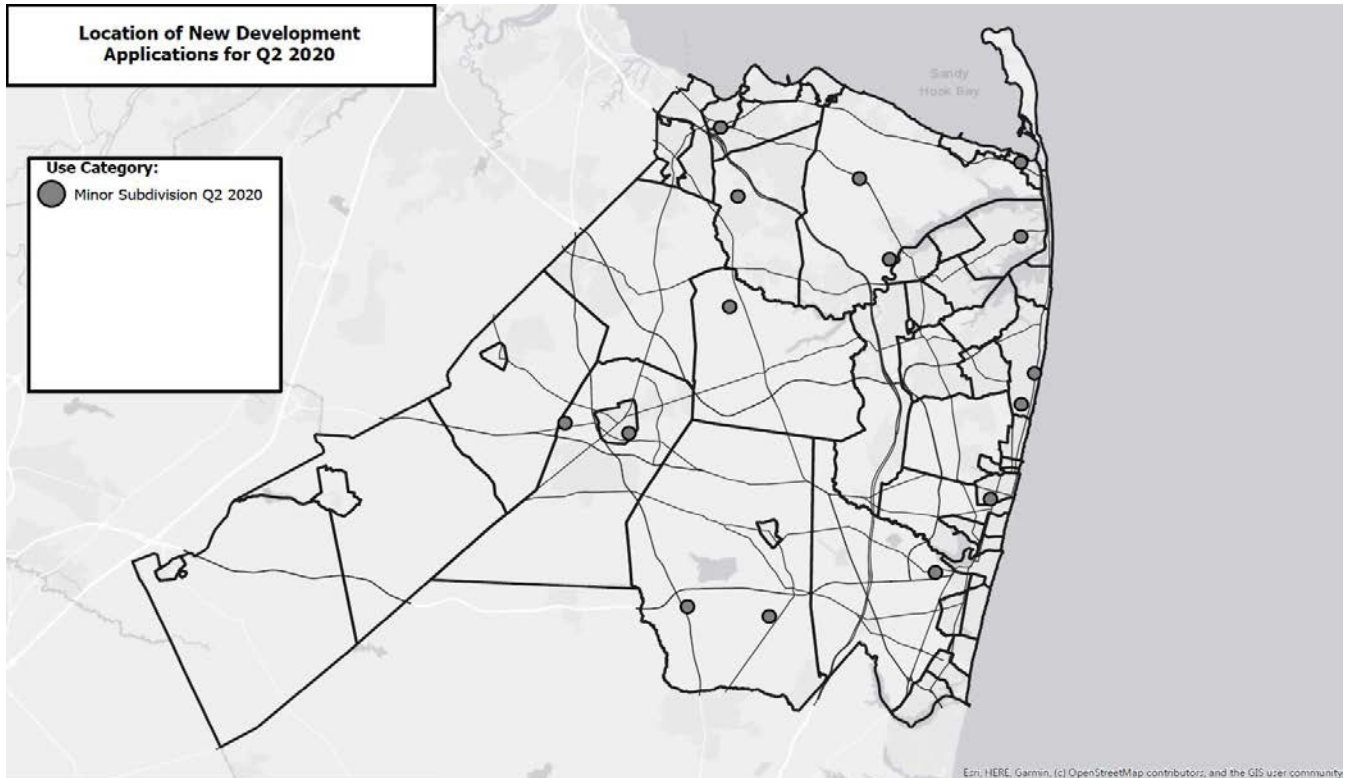 Location of New Development
Applications for Q2 2020
Sandy
Hook Bay
Use Category:
Minor Subdivision Q2 2020
Esri, HERE, Garmin, (c) OpenStreetMap contributors, and the GIS user community